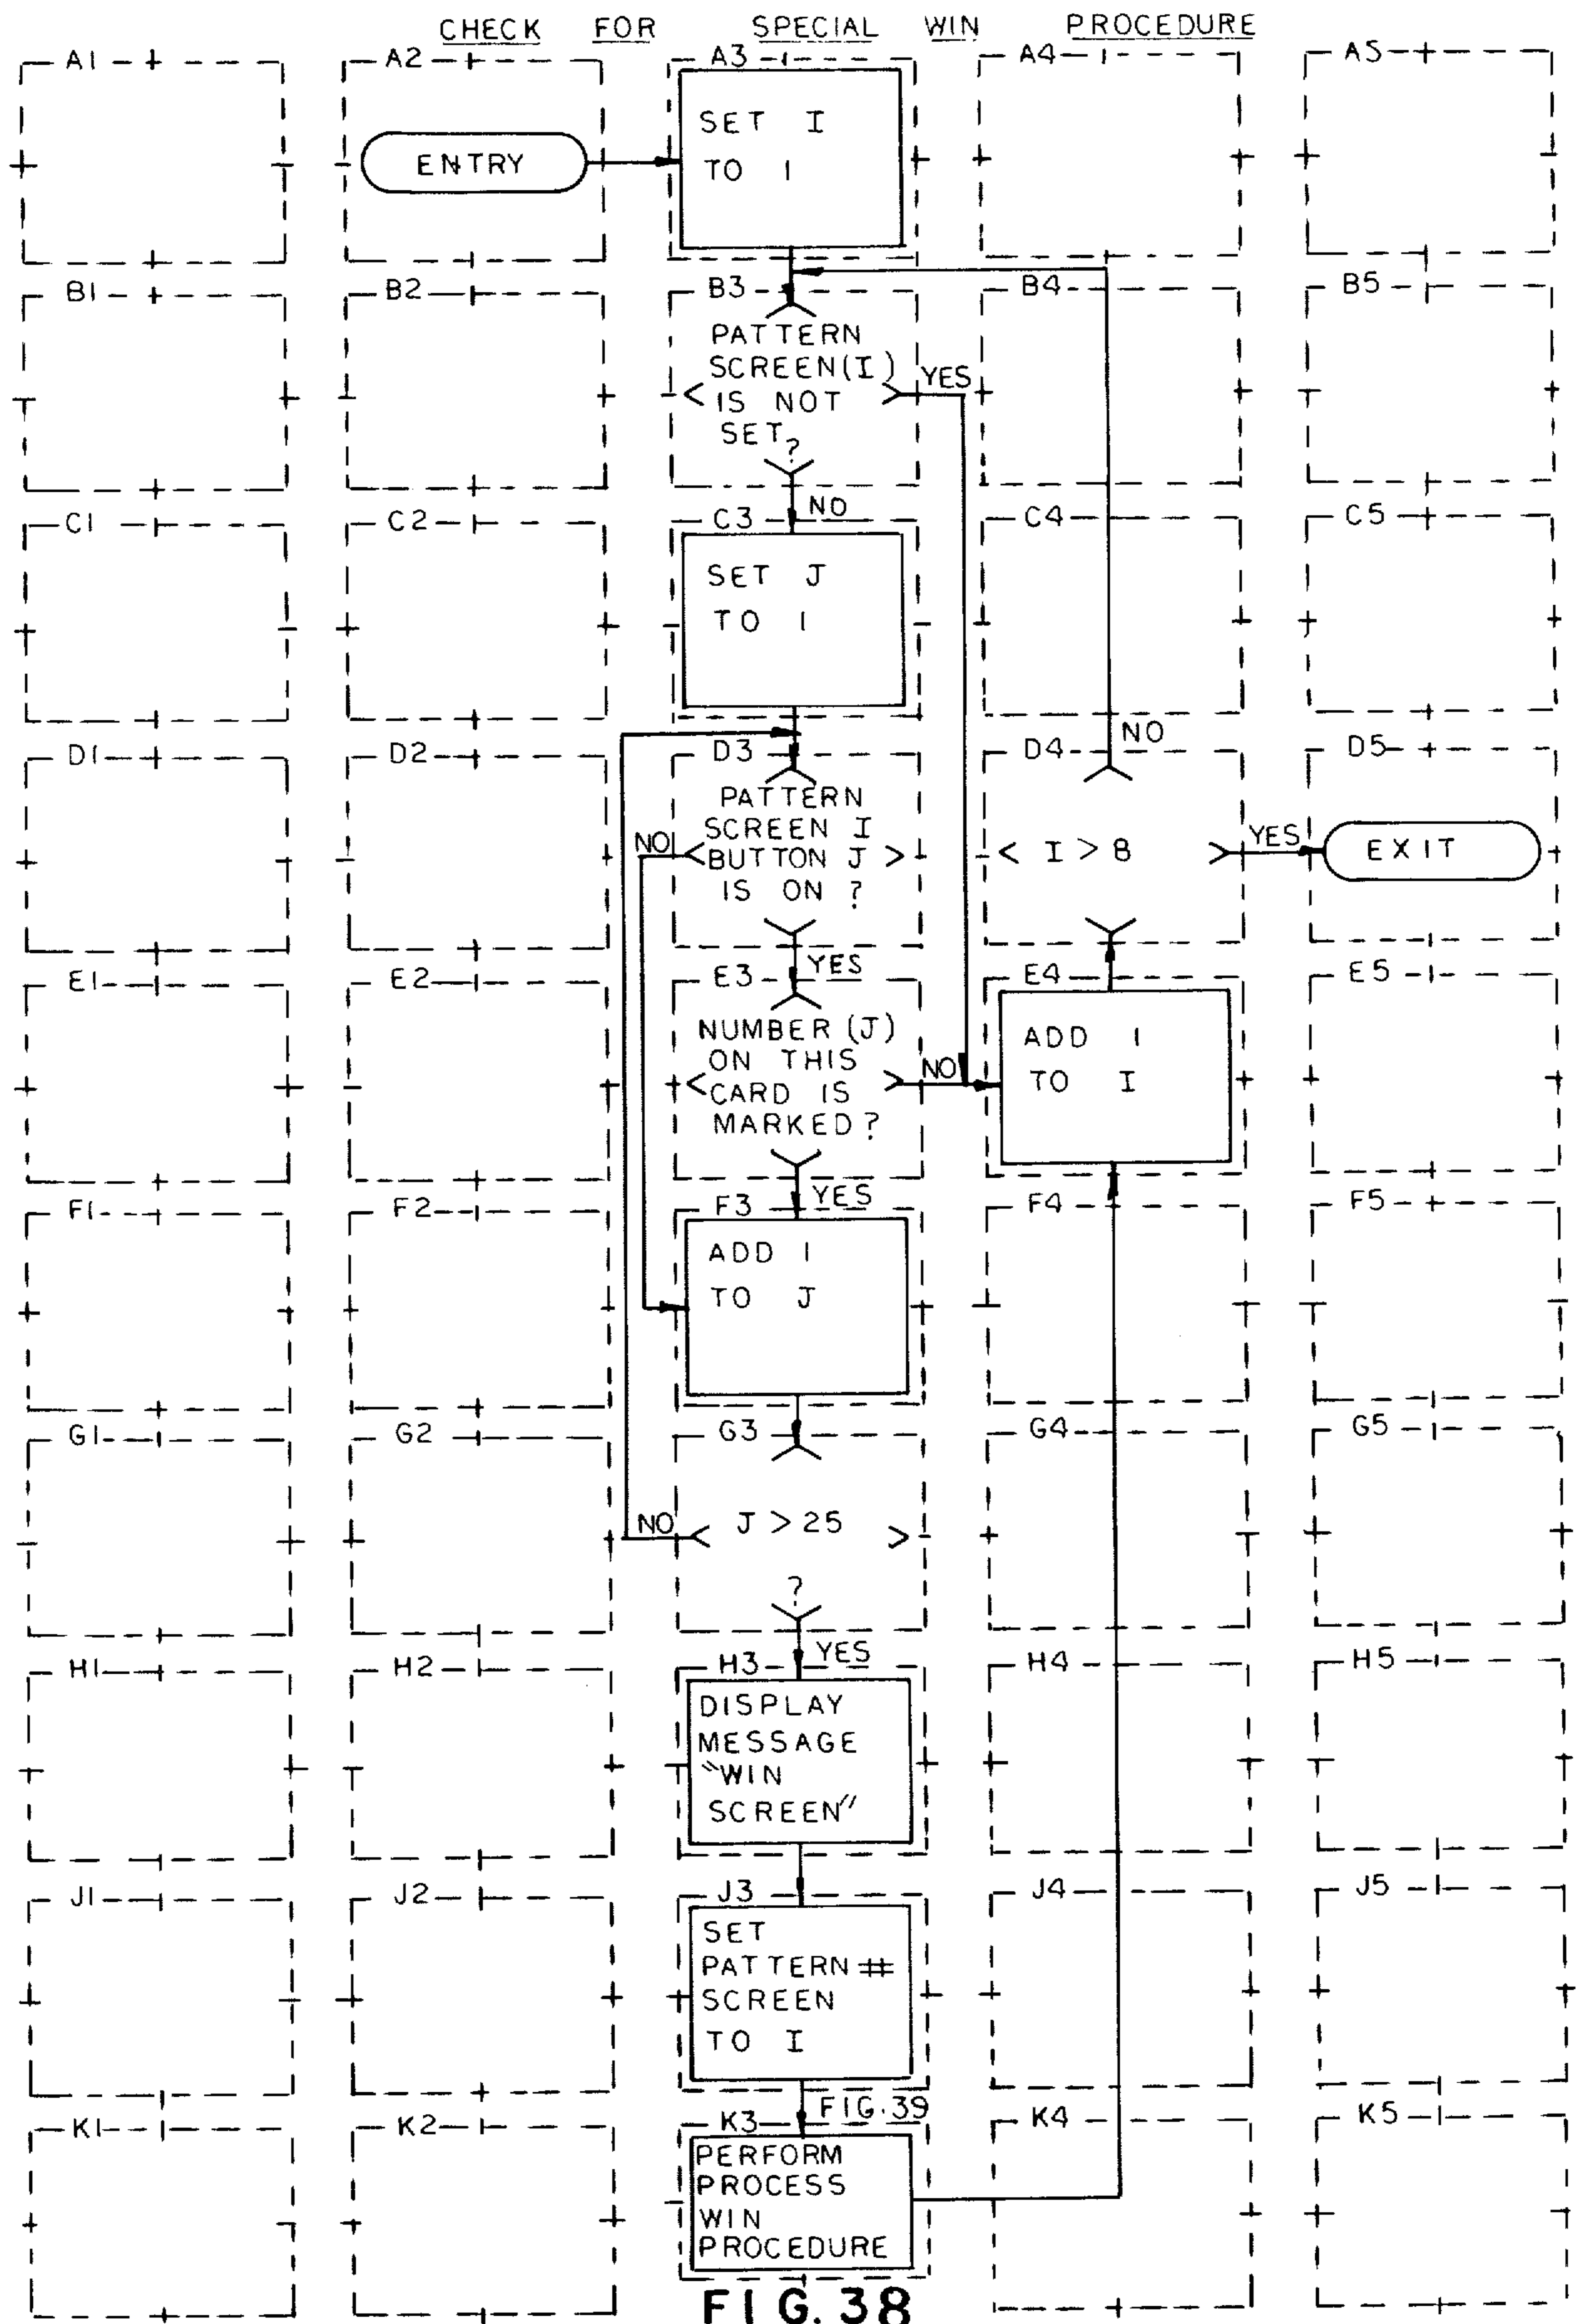 CHECK FOR SPECIAL WIN PROCEDURE
A1 A2 A3 A4 A5
ENTRY
SET I
TO 1
B1 B2 B3 B4 B5
PATTERN
SCREEN(I)
IS NOT
SET
?
YES
NO
C1 C2 C3 C4 C5
SET J
TO 1
D1 D2 D3 D4 D5
PATTERN
SCREEN I
BUTTON J
IS ON ?
NO
YES
I > 8
NO
YES
EXIT
E1 E2 E3 E4 E5
NUMBER (J)
ON THIS
CARD IS
MARKED?
NO
YES
ADD 1
TO I
F1 F2 F3 F4 F5
ADD 1
TO J
G1 G2 G3 G4 G5
J > 25
?
NO
YES
H1 H2 H3 H4 H5
DISPLAY
MESSAGE
"WIN
SCREEN"
J1 J2 J3 J4 J5
SET
PATTERN #
SCREEN
TO I
FIG. 39
K1 K2 K3 K4 K5
PERFORM
PROCESS
WIN
PROCEDURE
FIG. 38